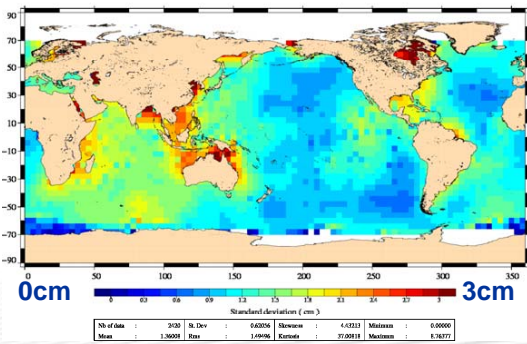 90
70
50
30
10
−10
−30
−50
−70
−90
0 50 100 150 200 250 300 350
0cm 3cm
0 0.3 0.6 0.9 1.2 1.5 1.8 2.1 2.4 2.7 3
Standard deviation ( cm )
Nb of data : 2420 St. Dev : 0.62056 Skewness : 4.43213 Minimum : 0.00000
Mean : 1.36008 Rms : 1.49496 Kurtosis : 37.00818 Maximum : 8.76377